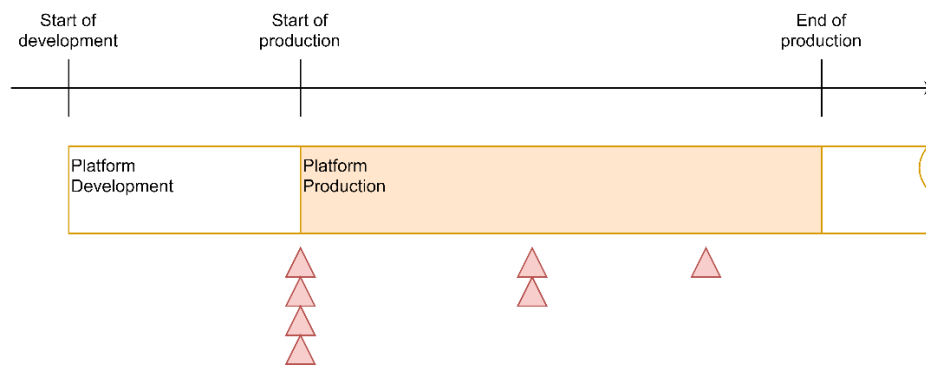 Start of
development
Start of
production
End of
production
Platform
Development
Platform
Production